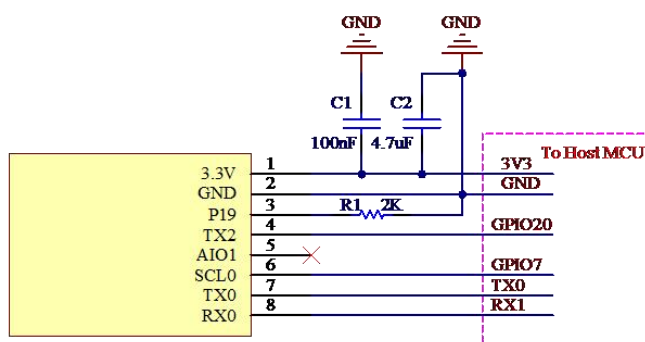 GND GND
C1 C2
100nF 4.7uF
To Host MCU
3.3V 1 3V3
GND 2 GND
P19 3 R1 2K
TX2 4 GPIO20
AIO1 5
SCL0 6 GPIO7
TX0 7 TX0
RX0 8 RX1